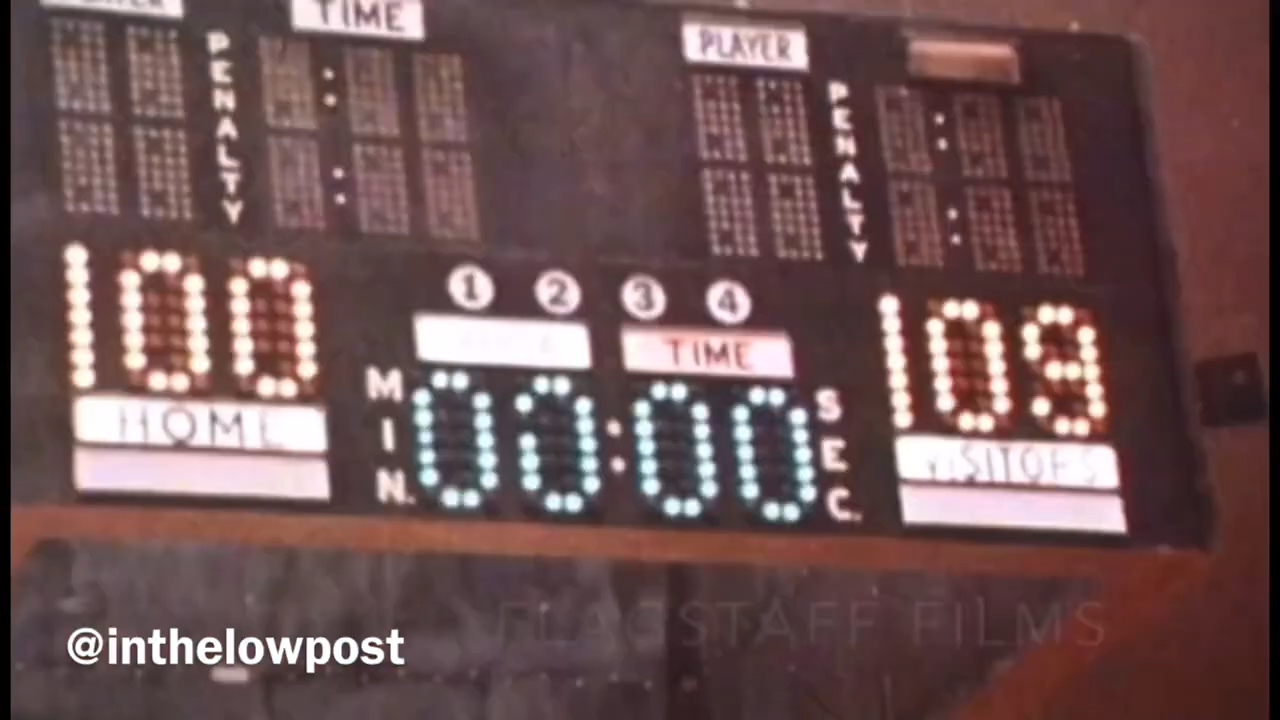 TIME
PLAYER
PENALTY
PENALTY
100
109
1 2 3 4
TIME
HOME
MIN.
00:00
SEC.
VISITORS
FLAGSTAFF FILMS
@inthelowpost